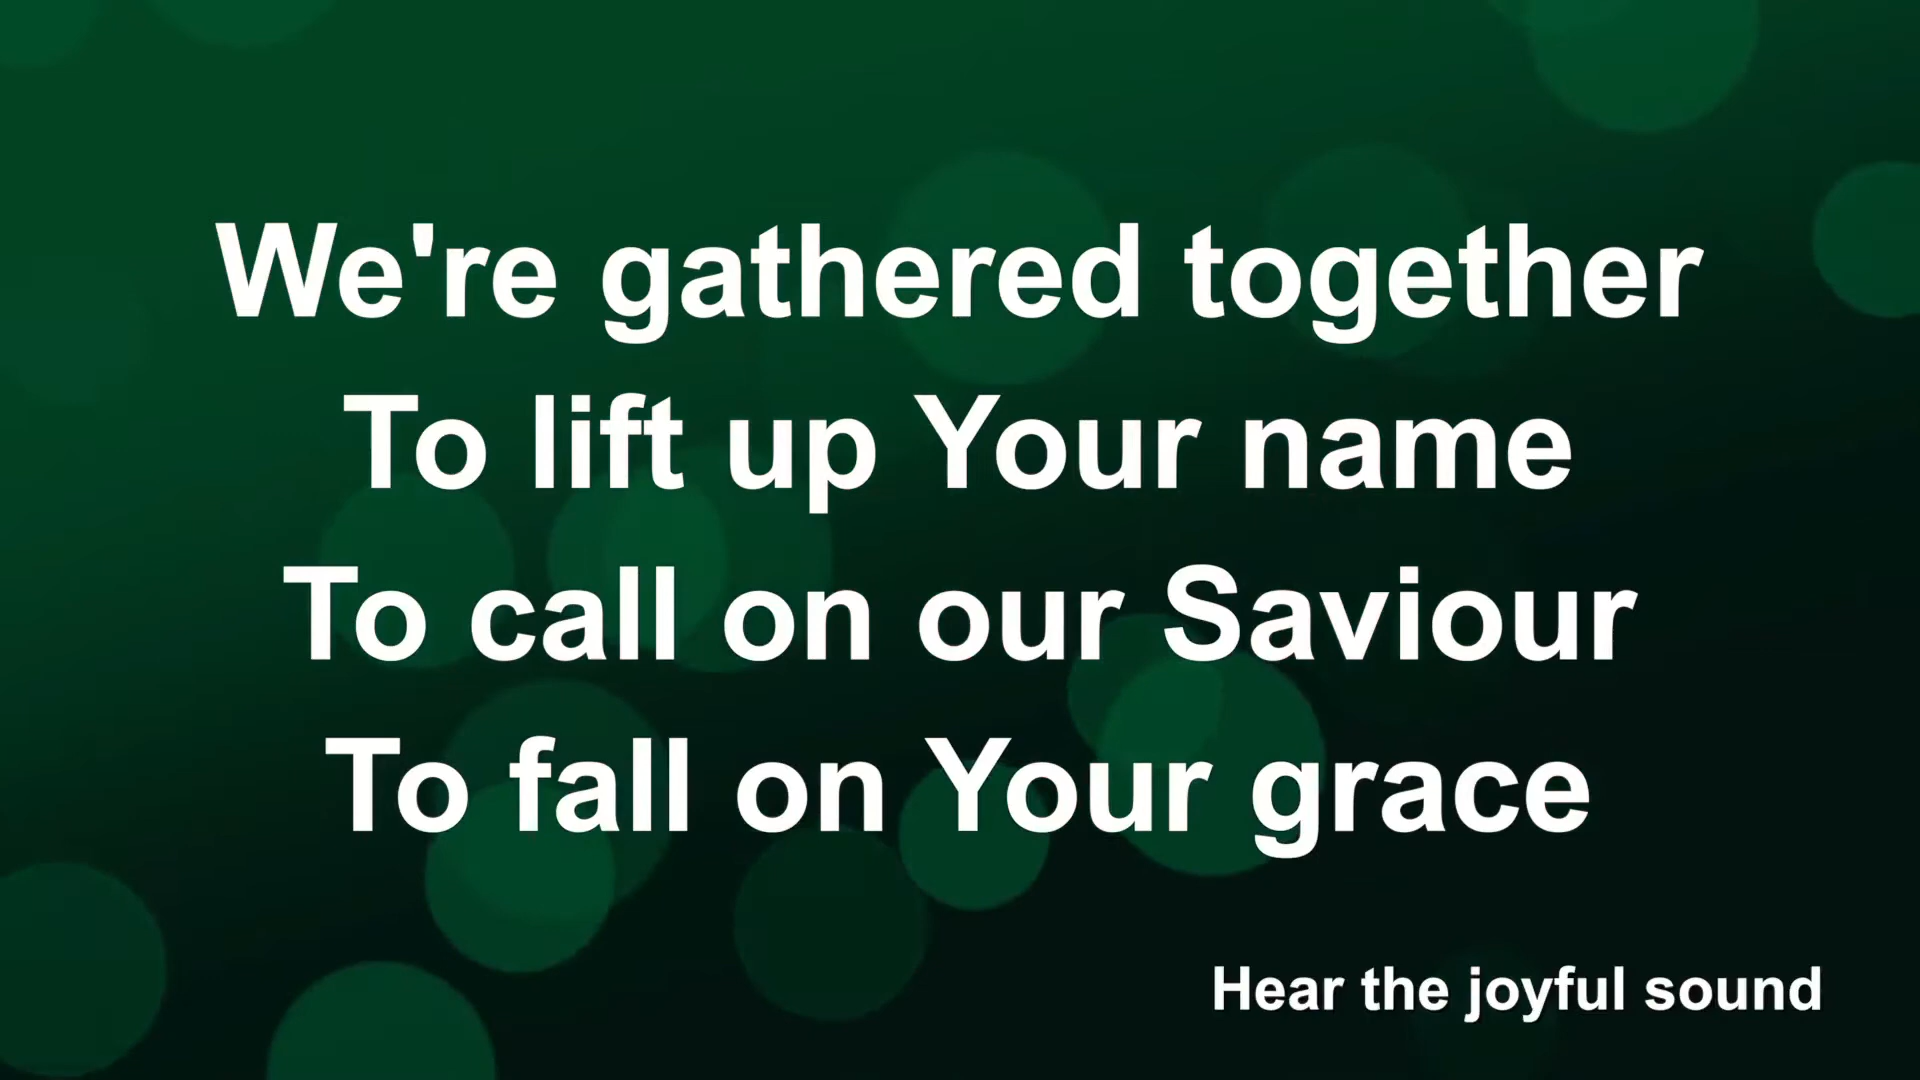 We're gathered together
To lift up Your name
To call on our Saviour
To fall on Your grace
Hear the joyful sound